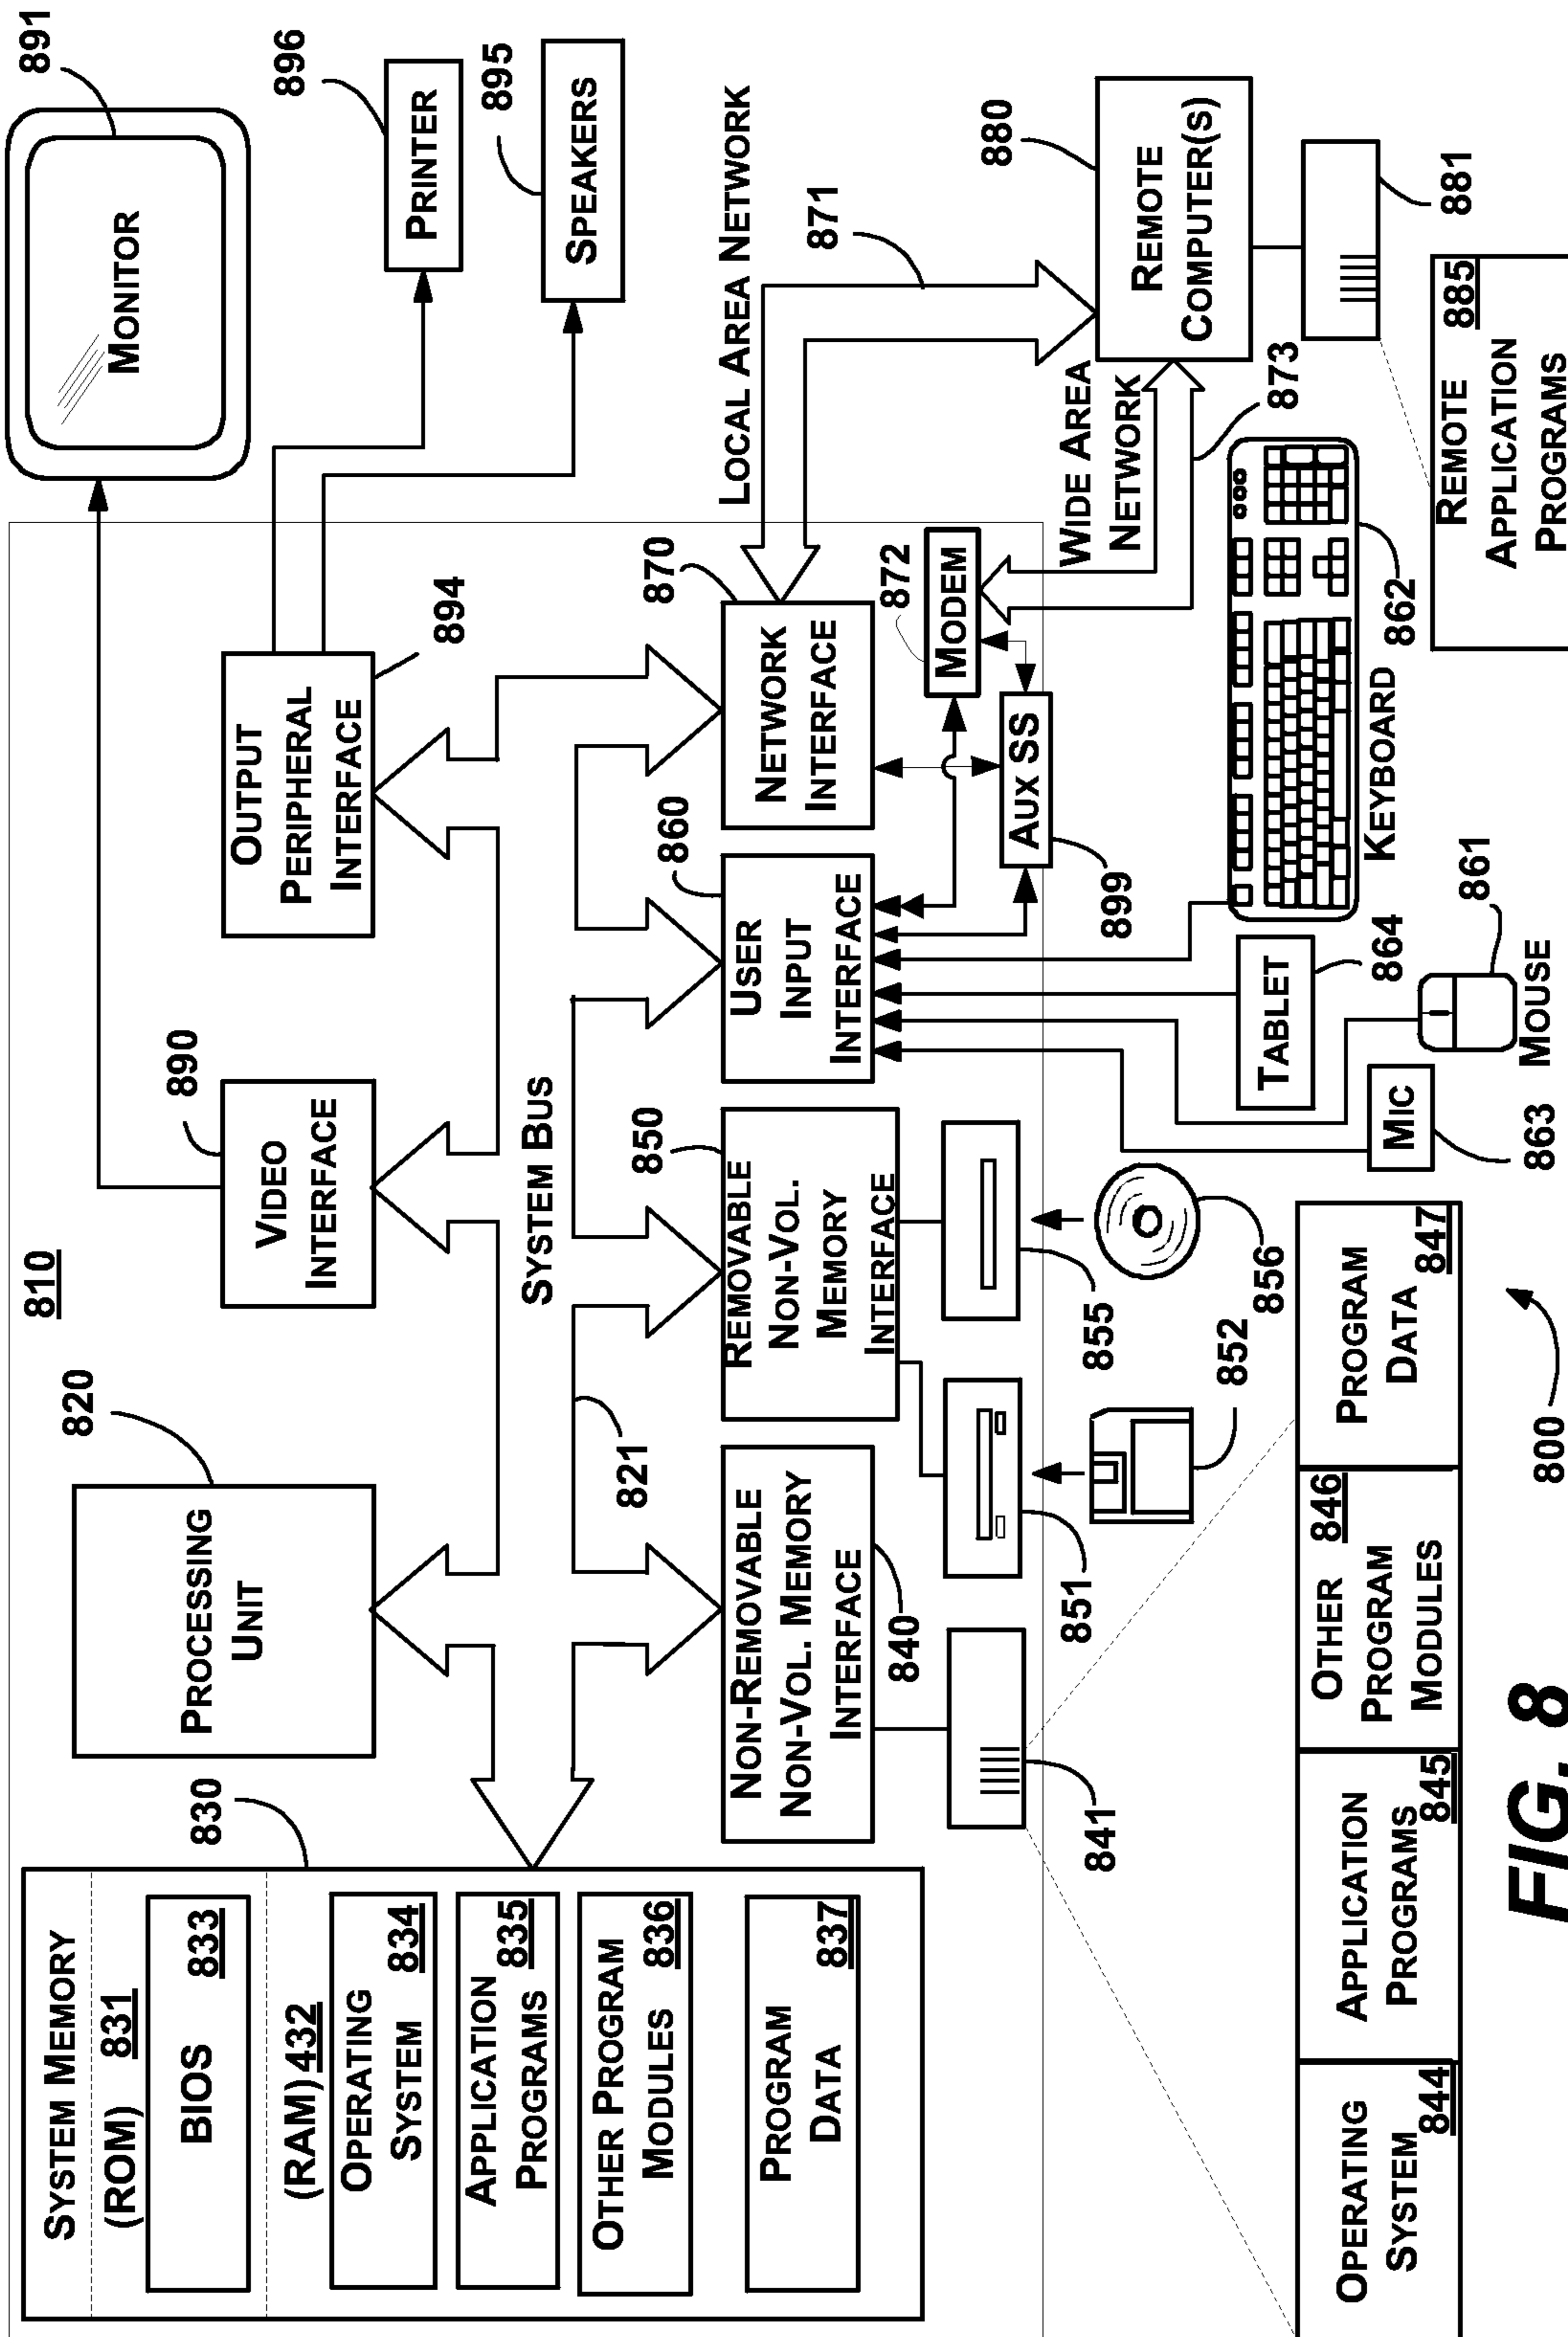 810
SYSTEM MEMORY
(ROM) 831
BIOS 833
(RAM) 432
OPERATING
SYSTEM 834
APPLICATION
PROGRAMS 835
OTHER PROGRAM
MODULES 836
PROGRAM
DATA 837
830
PROCESSING
UNIT
820
VIDEO
INTERFACE
890
OUTPUT
PERIPHERAL
INTERFACE
894
MONITOR
891
PRINTER
896
SPEAKERS
895
SYSTEM BUS
821
NON-REMOVABLE
NON-VOL. MEMORY
INTERFACE
840
REMOVABLE
NON-VOL.
MEMORY
INTERFACE
850
USER
INPUT
INTERFACE
860
NETWORK
INTERFACE
870
LOCAL AREA NETWORK
871
872
MODEM
AUX SS
899
WIDE AREA
NETWORK
873
REMOTE
COMPUTER(S)
880
881
REMOTE 885
APPLICATION
PROGRAMS
841
851
855
852
856
MIC
863
TABLET
864
MOUSE
861
KEYBOARD
862
OPERATING
SYSTEM 844
APPLICATION
PROGRAMS 845
OTHER 846
PROGRAM
MODULES
PROGRAM
DATA 847
800
FIG. 8